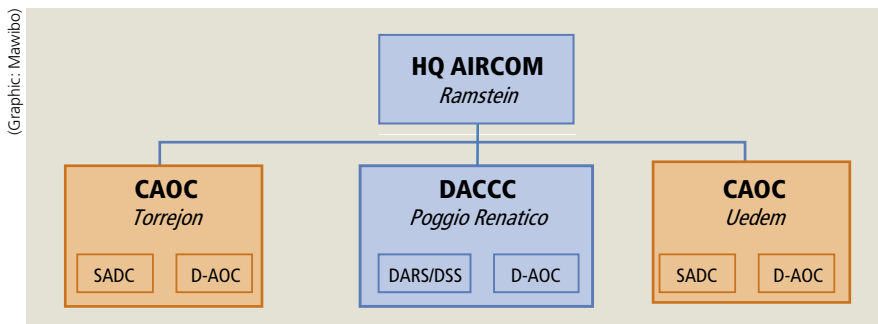 (Graphic: Mawibo)
HQ AIRCOM
Ramstein
CAOC
Torrejon
SADC
D-AOC
DACCC
Poggio Renatico
DARS/DSS
D-AOC
CAOC
Uedem
SADC
D-AOC